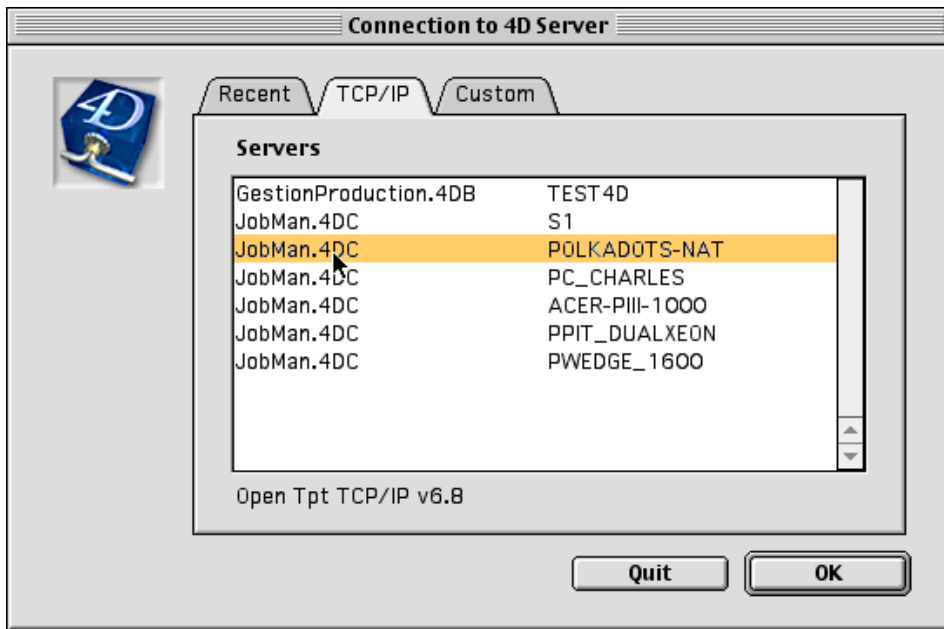 Connection to 4D Server
4D
Recent TCP/IP Custom
Servers
GestionProduction.4DB TEST4D
JobMan.4DC S1
JobMan.4DC POLKADOTS-NAT
JobMan.4DC PC_CHARLES
JobMan.4DC ACER-PIII-1000
JobMan.4DC PPIT_DUALXEON
JobMan.4DC PWEDGE_1600
Open Tpt TCP/IP v6.8
Quit OK